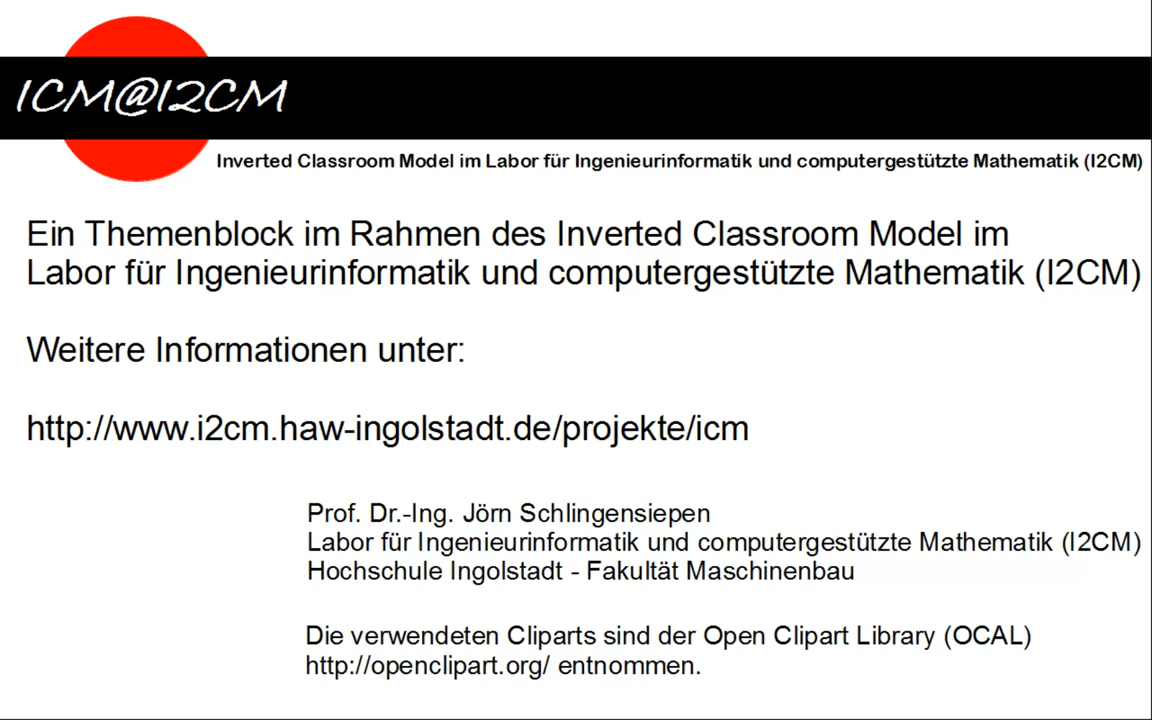 ICM@I2CM
Inverted Classroom Model im Labor für Ingenieurinformatik und computergestützte Mathematik (I2CM)
Ein Themenblock im Rahmen des Inverted Classroom Model im
Labor für Ingenieurinformatik und computergestützte Mathematik (I2CM)
Weitere Informationen unter:
http://www.i2cm.haw-ingolstadt.de/projekte/icm
Prof. Dr.-Ing. Jörn Schlingensiepen
Labor für Ingenieurinformatik und computergestützte Mathematik (I2CM)
Hochschule Ingolstadt - Fakultät Maschinenbau
Die verwendeten Cliparts sind der Open Clipart Library (OCAL)
http://openclipart.org/ entnommen.